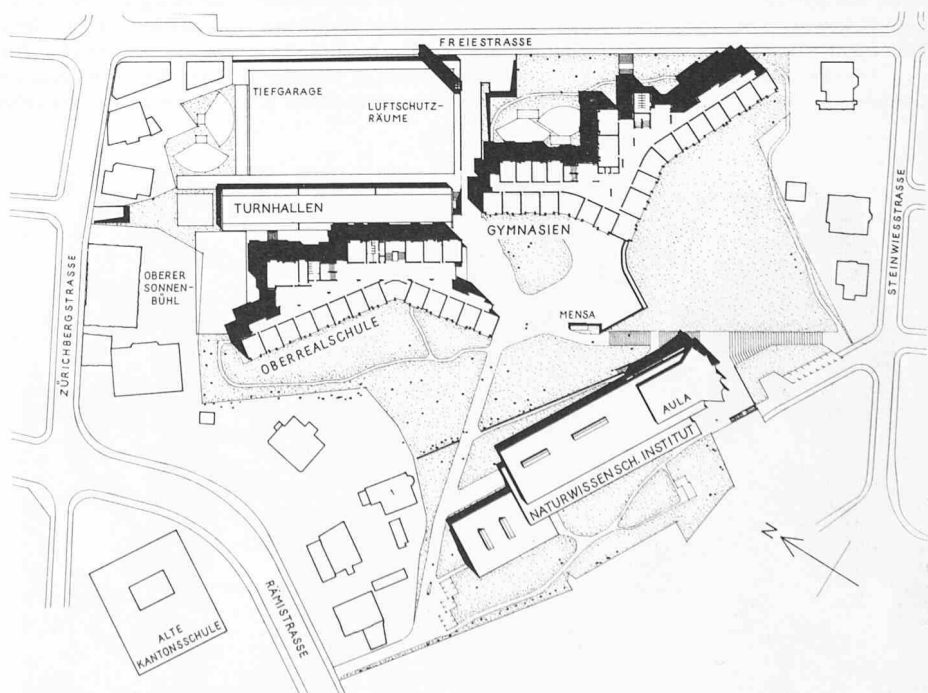 FREIESTRASSE
TIEFGARAGE
LUFTSCHUTZ-
RÄUME
TURNHALLEN
GYMNASIEN
STEINWIESSTRASSE
OBERER
SONNEN-
BÜHL
ZÜRICHBERGSTRASSE
OBERREALSCHULE
MENSA
AULA
NATURWISSENSCH. INSTITUT
N
RÄMISTRASSE
ALTE
KANTONSSCHULE